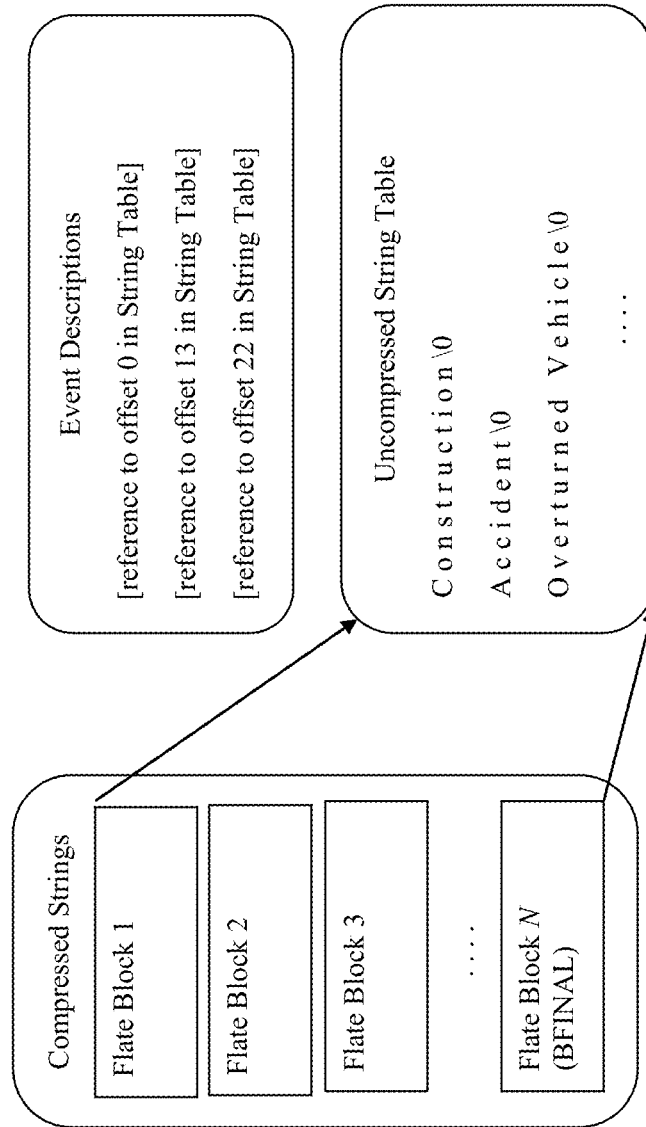 Compressed Strings
Flate Block 1
Flate Block 2
Flate Block 3
. . . .
Flate Block N
(BFINAL)
Event Descriptions
[reference to offset 0 in String Table]
[reference to offset 13 in String Table]
[reference to offset 22 in String Table]
Uncompressed String Table
C o n s t r u c t i o n \0
A c c i d e n t \0
O v e r t u r n e d V e h i c l e \0
. . . .